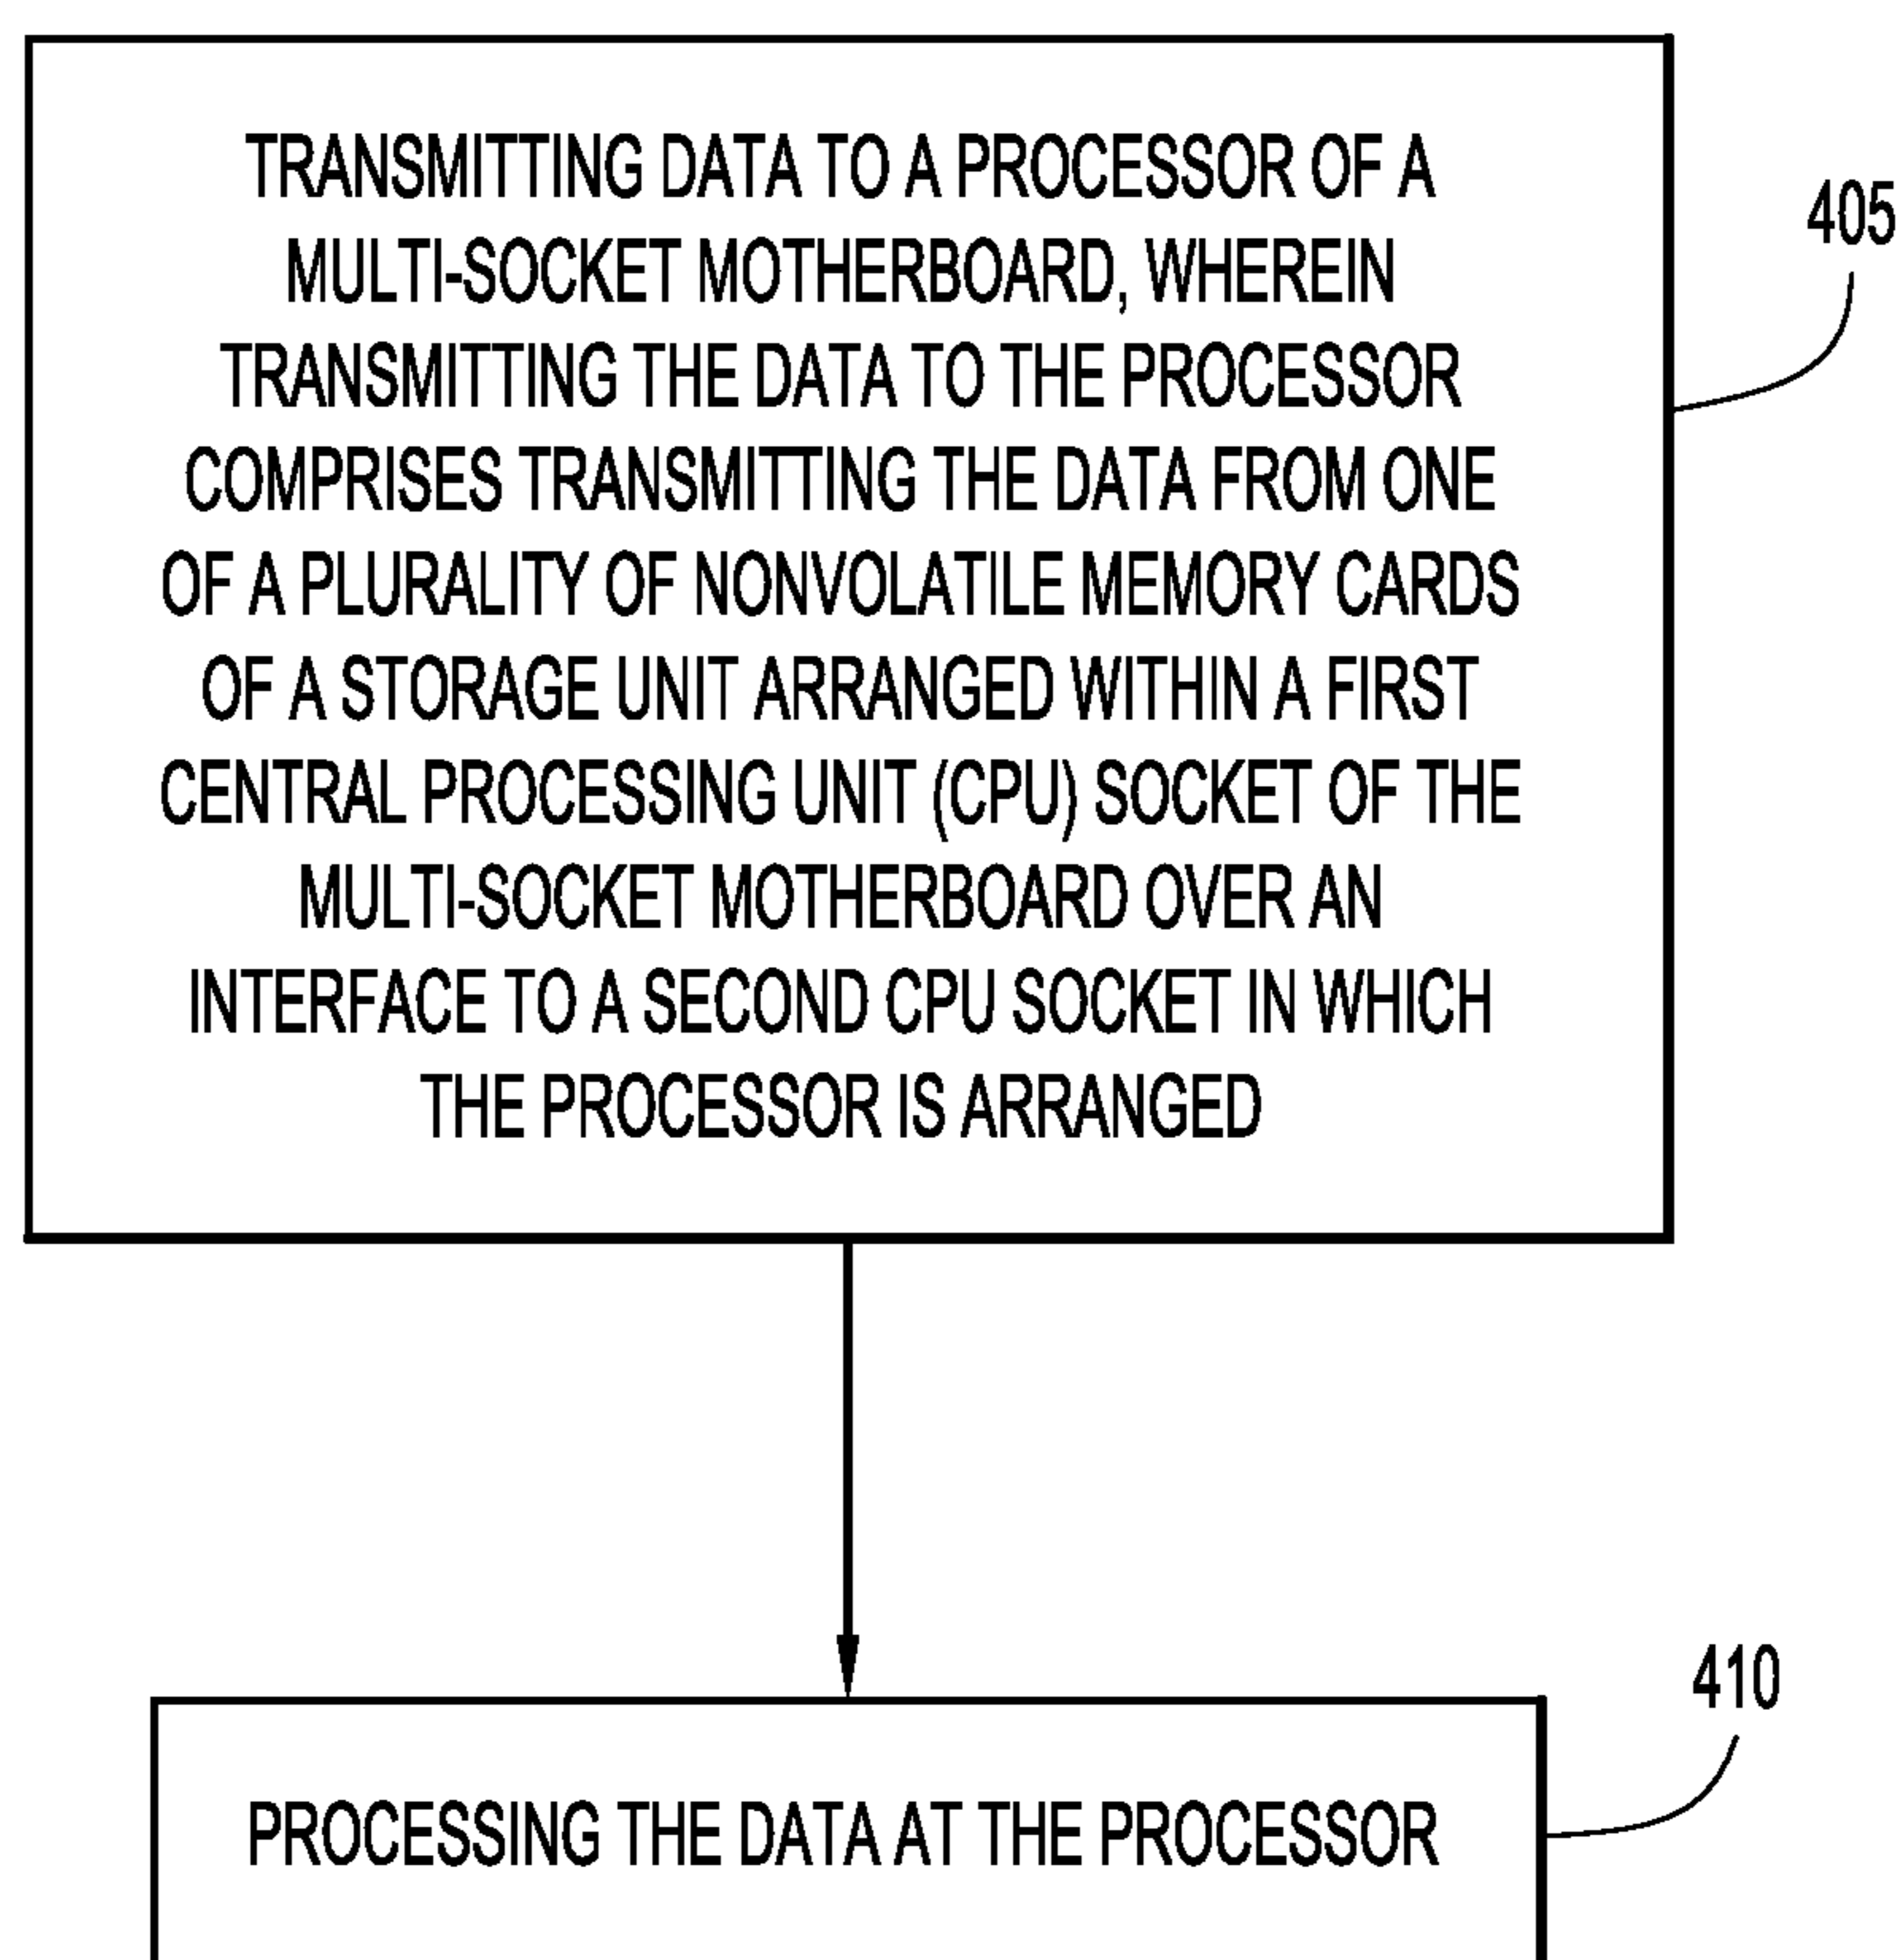 TRANSMITTING DATA TO A PROCESSOR OF A
MULTI-SOCKET MOTHERBOARD, WHEREIN
TRANSMITTING THE DATA TO THE PROCESSOR
COMPRISES TRANSMITTING THE DATA FROM ONE
OF A PLURALITY OF NONVOLATILE MEMORY CARDS
OF A STORAGE UNIT ARRANGED WITHIN A FIRST
CENTRAL PROCESSING UNIT (CPU) SOCKET OF THE
MULTI-SOCKET MOTHERBOARD OVER AN
INTERFACE TO A SECOND CPU SOCKET IN WHICH
THE PROCESSOR IS ARRANGED
405
410
PROCESSING THE DATA AT THE PROCESSOR